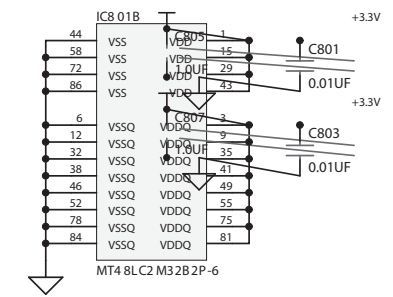 IC8 01B
+3.3V
44 VSS VDD 1
C805
C801
58 VSS VDD 15
72 VSS VDD 29
1.0UF
0.01UF
86 VSS VDD 43
+3.3V
6 VSSQ VDDQ 3
C807
C803
12 VSSQ VDDQ 9
32 VSSQ VDDQ 35
1.0UF
0.01UF
38 VSSQ VDDQ 41
46 VSSQ VDDQ 49
52 VSSQ VDDQ 55
78 VSSQ VDDQ 75
84 VSSQ VDDQ 81
MT4 8LC2 M32B2P-6